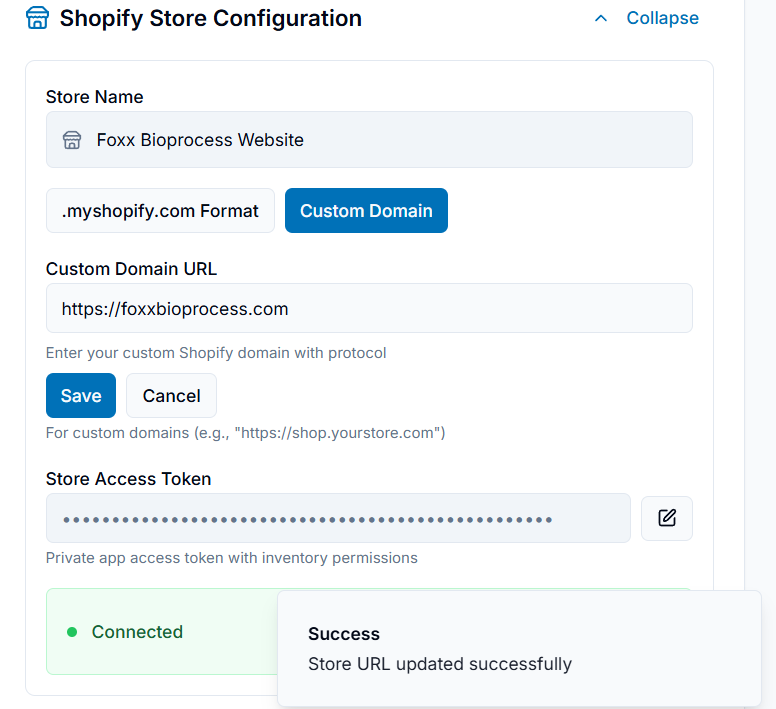 Shopify Store Configuration
Collapse
Store Name
Foxx Bioprocess Website
.myshopify.com Format
Custom Domain
Custom Domain URL
https://foxxbioprocess.com
Enter your custom Shopify domain with protocol
Save
Cancel
For custom domains (e.g., "https://shop.yourstore.com")
Store Access Token
••••••••••••••••••••••••••••••••••••••••••••••••••
Private app access token with inventory permissions
Connected
Success
Store URL updated successfully